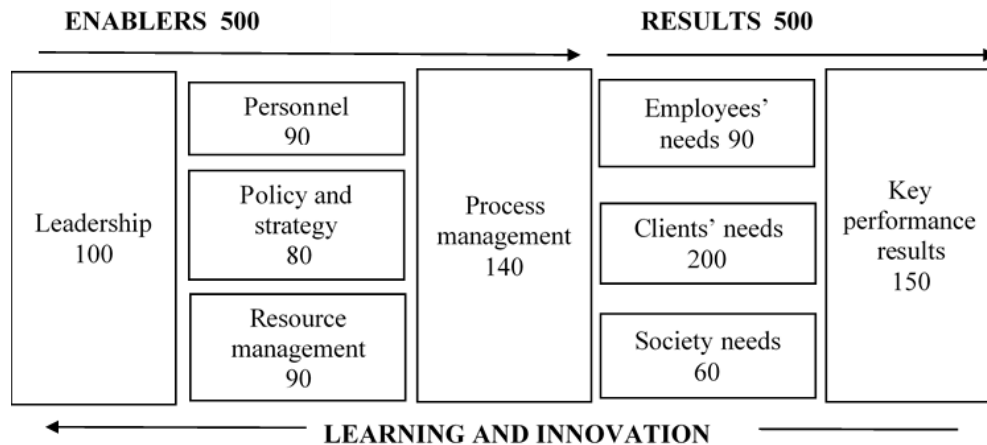 ENABLERS 500
RESULTS 500
Leadership
100
Personnel
90
Policy and
strategy
80
Resource
management
90
Process
management
140
Employees’
needs 90
Clients’ needs
200
Society needs
60
Key
performance
results
150
LEARNING AND INNOVATION